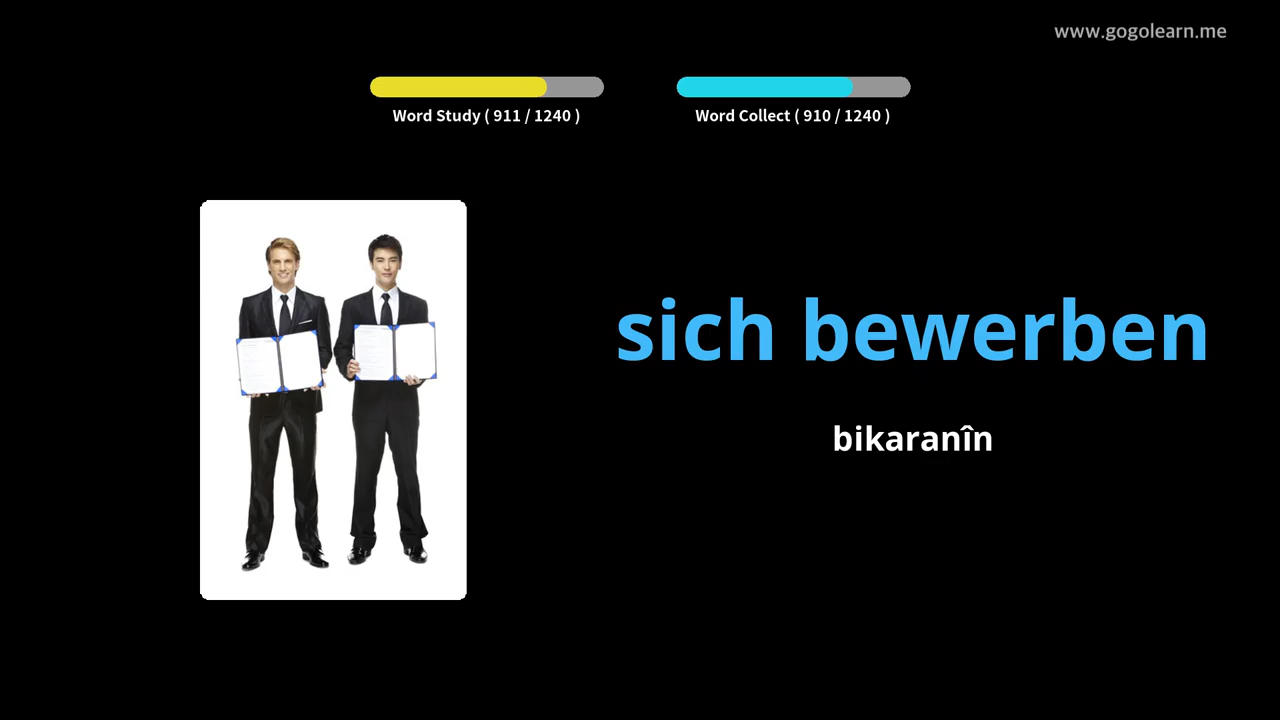 www.gogolearn.me
Word Study ( 911 / 1240 )
Word Collect ( 910 / 1240 )
sich bewerben
bikaranîn